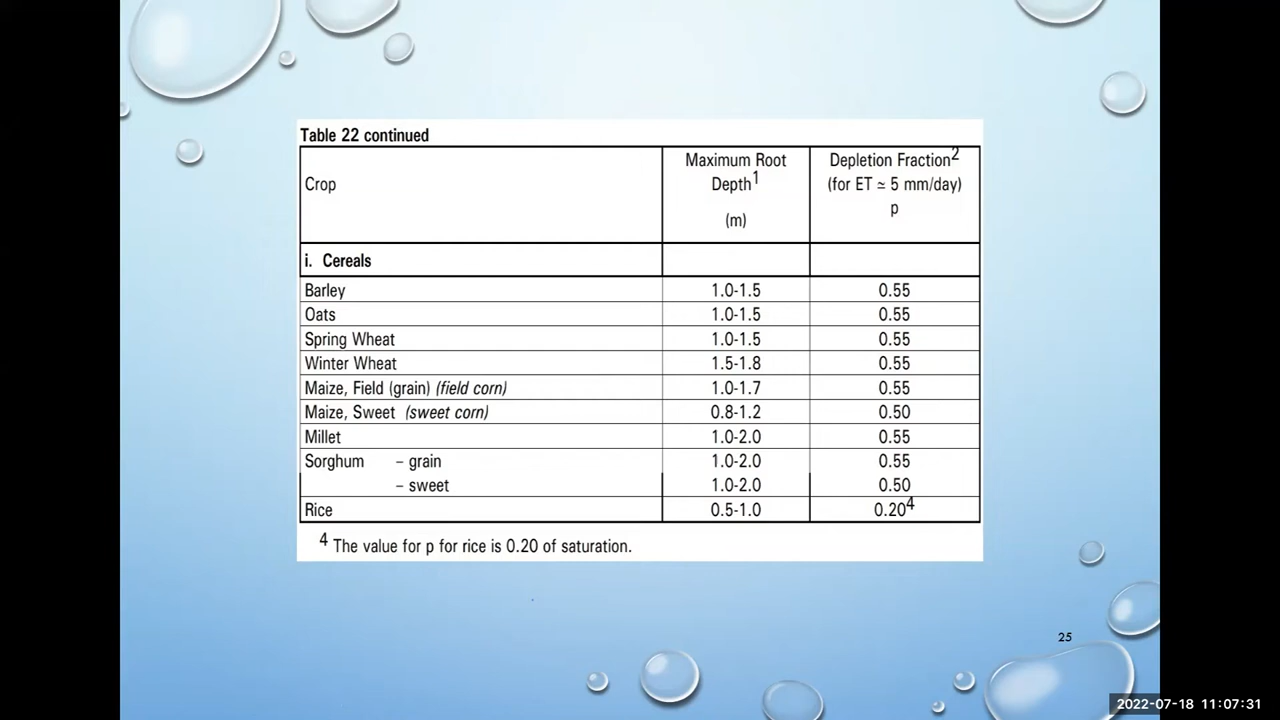 Table 22 continued
Crop
Maximum Root Depth1 (m)
Depletion Fraction2 (for ET ≃ 5 mm/day) p
i. Cereals
Barley 1.0-1.5 0.55
Oats 1.0-1.5 0.55
Spring Wheat 1.0-1.5 0.55
Winter Wheat 1.5-1.8 0.55
Maize, Field (grain) (field corn) 1.0-1.7 0.55
Maize, Sweet (sweet corn) 0.8-1.2 0.50
Millet 1.0-2.0 0.55
Sorghum – grain 1.0-2.0 0.55
– sweet 1.0-2.0 0.50
Rice 0.5-1.0 0.204
4 The value for p for rice is 0.20 of saturation.
25
2022-07-18 11:07:31